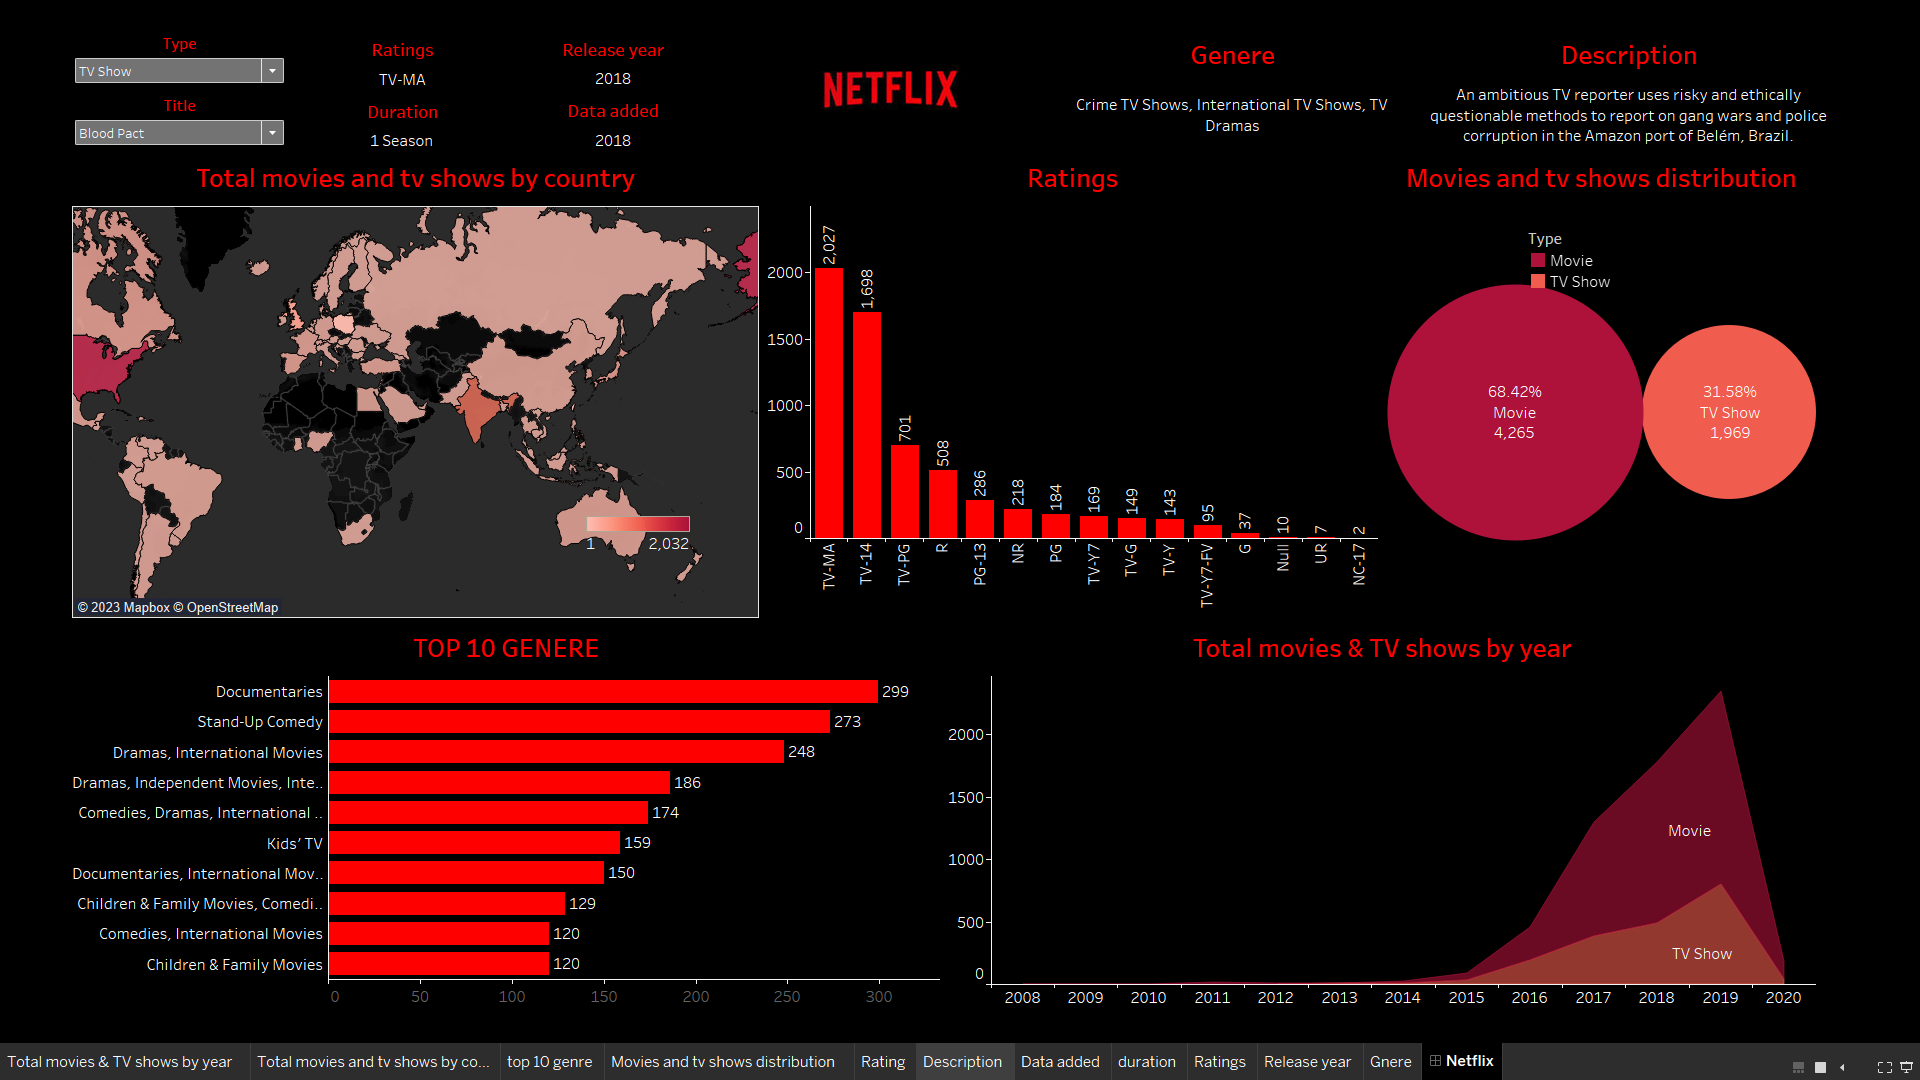 Type
TV Show
Title
Blood Pact
Ratings
TV-MA
Duration
1 Season
Release year
2018
Data added
2018
NETFLIX
Genere
Crime TV Shows, International TV Shows, TV
Dramas
Description
An ambitious TV reporter uses risky and ethically
questionable methods to report on gang wars and police
corruption in the Amazon port of Belém, Brazil.
Total movies and tv shows by country
1
2,032
© 2023 Mapbox © OpenStreetMap
Ratings
2000
1500
1000
500
0
2,027
1,698
701
508
286
218
184
169
149
143
95
37
10
7
2
TV-MA
TV-14
TV-PG
R
PG-13
NR
PG
TV-Y7
TV-G
TV-Y
TV-Y7-FV
G
Null
UR
NC-17
Movies and tv shows distribution
Type
Movie
TV Show
68.42%
Movie
4,265
31.58%
TV Show
1,969
TOP 10 GENERE
Documentaries 299
Stand-Up Comedy 273
Dramas, International Movies 248
Dramas, Independent Movies, Inte.. 186
Comedies, Dramas, International .. 174
Kids' TV 159
Documentaries, International Mov.. 150
Children & Family Movies, Comedi.. 129
Comedies, International Movies 120
Children & Family Movies 120
0 50 100 150 200 250 300
Total movies & TV shows by year
2000
1500
1000
500
0
Movie
TV Show
2008 2009 2010 2011 2012 2013 2014 2015 2016 2017 2018 2019 2020
Total movies & TV shows by year
Total movies and tv shows by co...
top 10 genre
Movies and tv shows distribution
Rating
Description
Data added
duration
Ratings
Release year
Gnere
Netflix